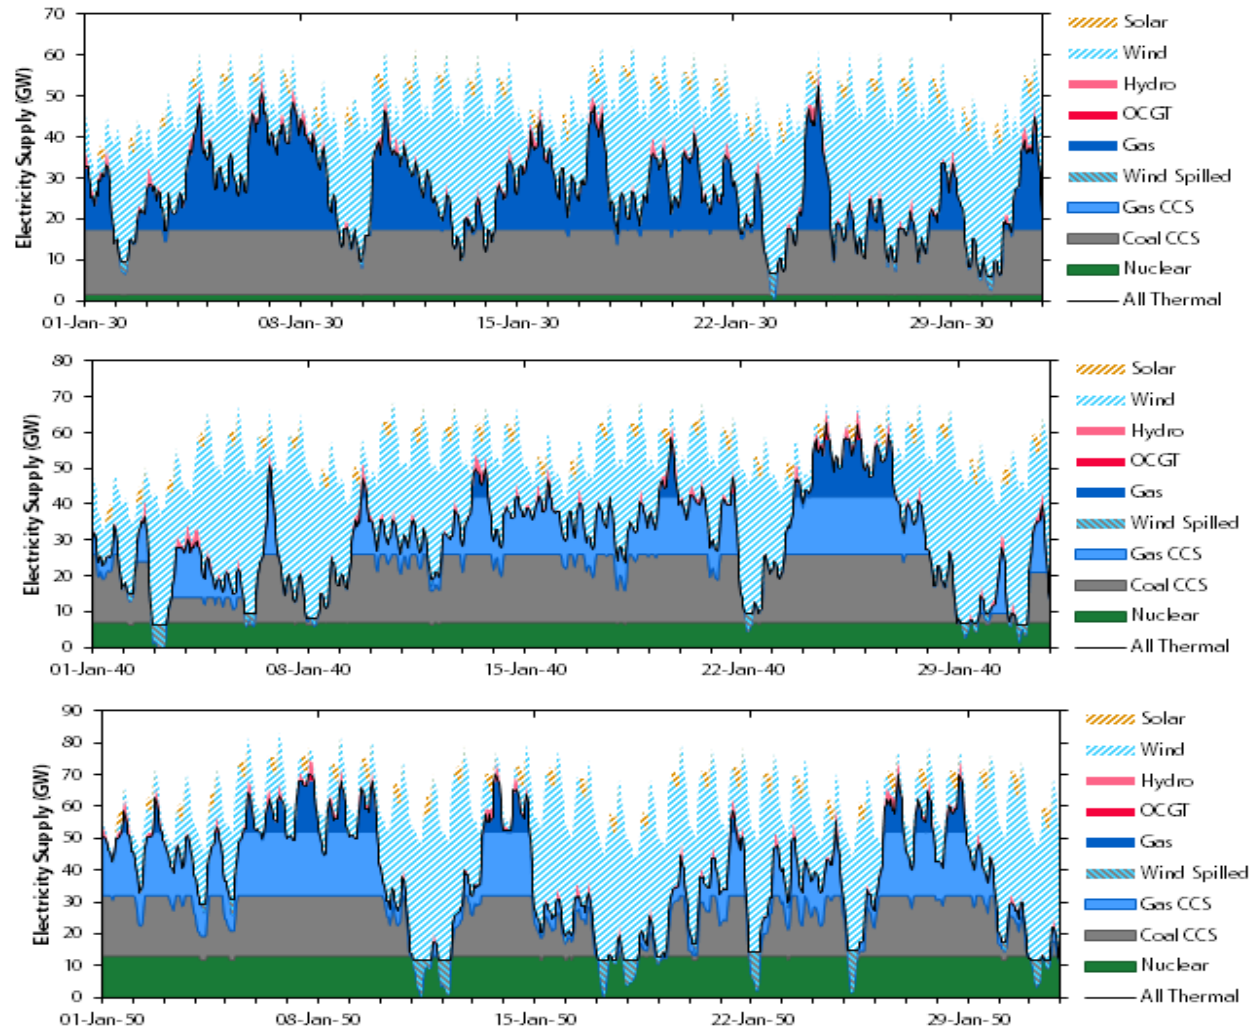 70
60
50
40
30
20
10
0
Electricity Supply (GW)
01-Jan-30
08-Jan-30
15-Jan-30
22-Jan-30
29-Jan-30
Solar
Wind
Hydro
OCGT
Gas
Wind Spilled
Gas CCS
Coal CCS
Nuclear
All Thermal
80
70
60
50
40
30
20
10
0
Electricity Supply (GW)
01-Jan-40
08-Jan-40
15-Jan-40
22-Jan-40
29-Jan-40
Solar
Wind
Hydro
OCGT
Gas
Wind Spilled
Gas CCS
Coal CCS
Nuclear
All Thermal
90
80
70
60
50
40
30
20
10
0
Electricity Supply (GW)
01-Jan-50
08-Jan-50
15-Jan-50
22-Jan-50
29-Jan-50
Solar
Wind
Hydro
OCGT
Gas
Wind Spilled
Gas CCS
Coal CCS
Nuclear
All Thermal